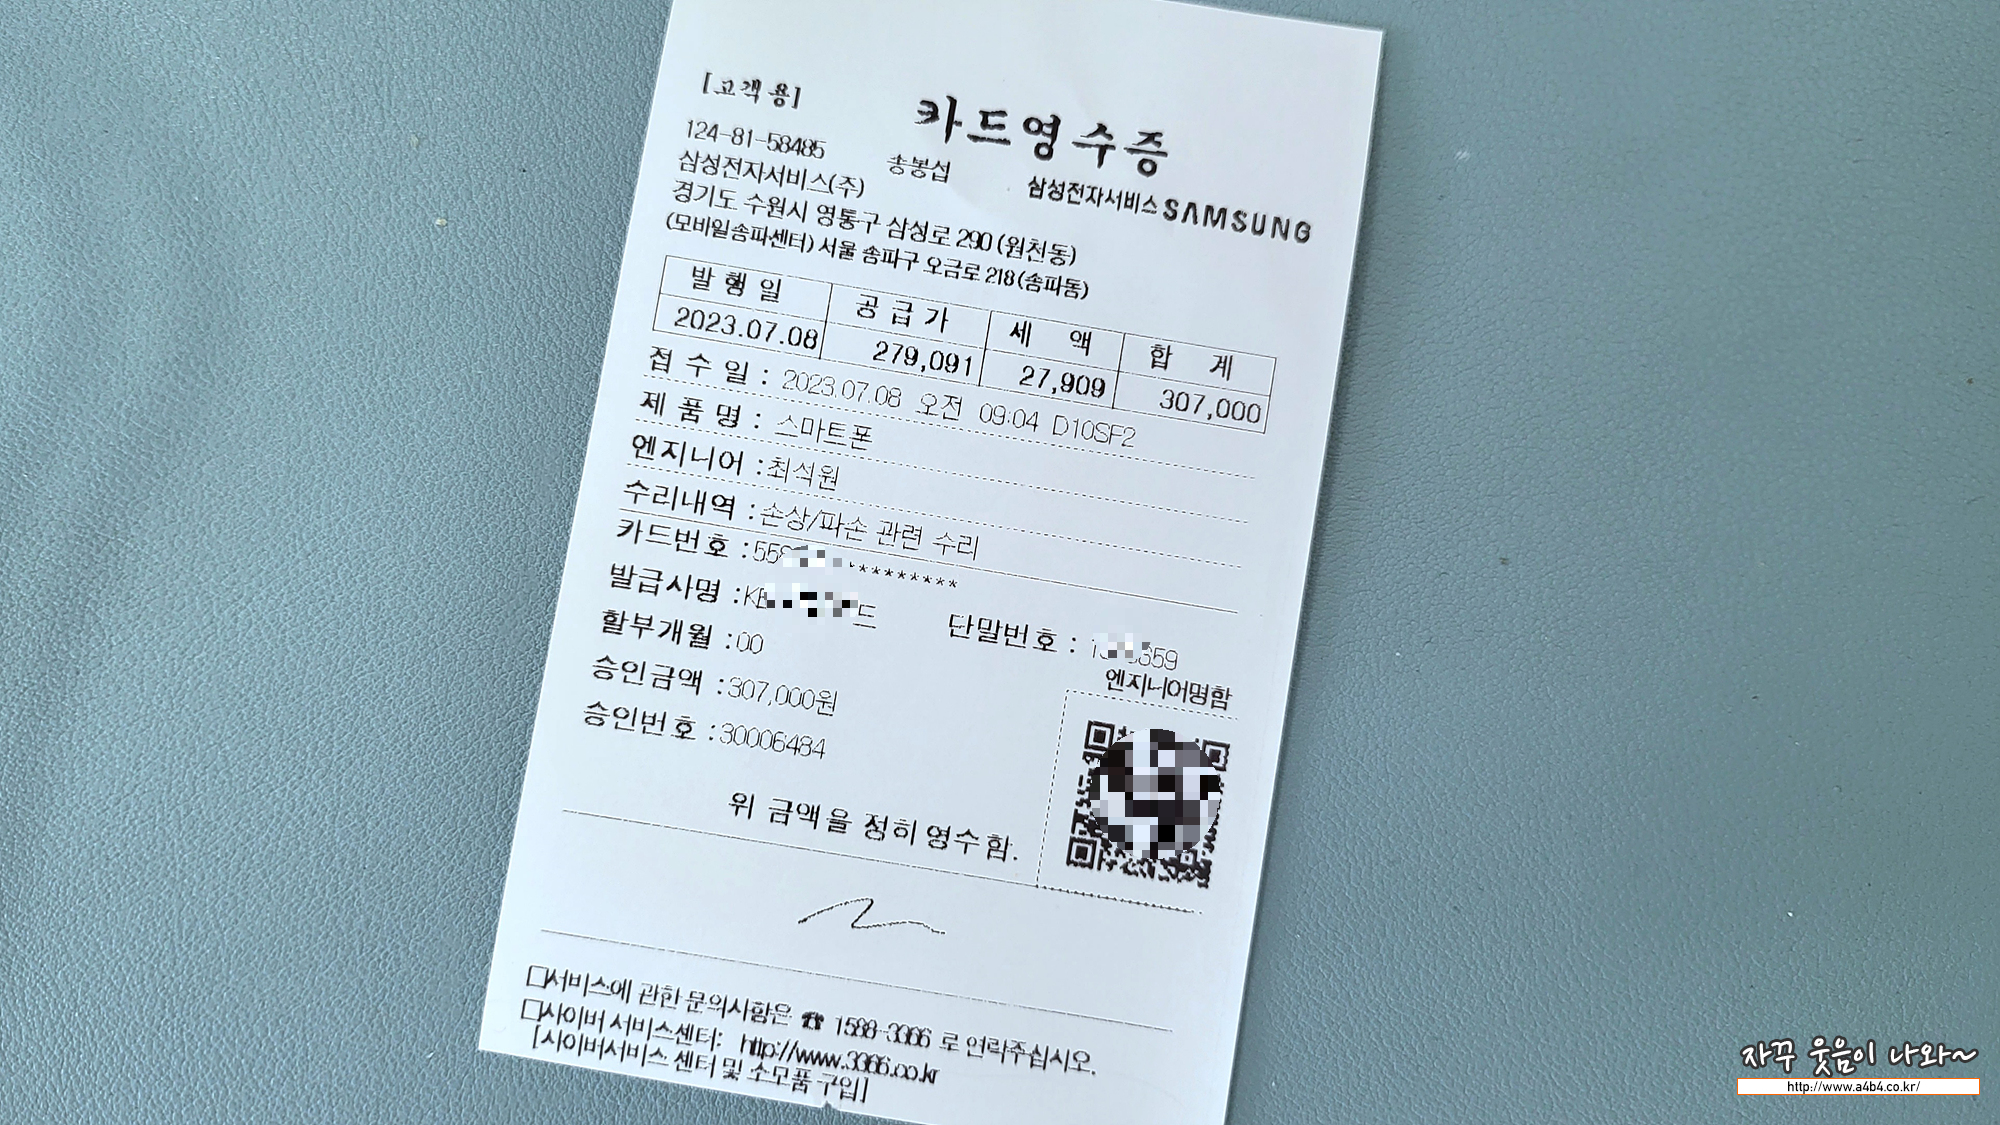 [고객용]
카드영수증
124-81-58485
삼성전자서비스(주) 송봉섭
삼성전자서비스 SAMSUNG
경기도 수원시 영통구 삼성로 290 (원천동)
(모바일송파센터) 서울 송파구 오금로 218(송파동)
발행일 공급가 세액 합계
2023.07.08 279,091 27,909 307,000
접수일 : 2023.07.08 오전 09:04 D10SF2
제품명 : 스마트폰
엔지니어 : 최석원
수리내역 : 손상/파손 관련 수리
카드번호 : 55 *********
발급사명 : K 드 단말번호 : 659
할부개월 : 00
엔지니어명함
승인금액 : 307,000원
승인번호 : 30006484
위 금액을 정히 영수함.
□서비스에 관한 문의사항은 ☎ 1588-3366 로 연락주십시오.
□사이버 서비스센터: http://www.3366.co.kr
[사이버서비스 센터 및 소모품 구입]
자꾸 웃음이 나와~
http://www.a4b4.co.kr/